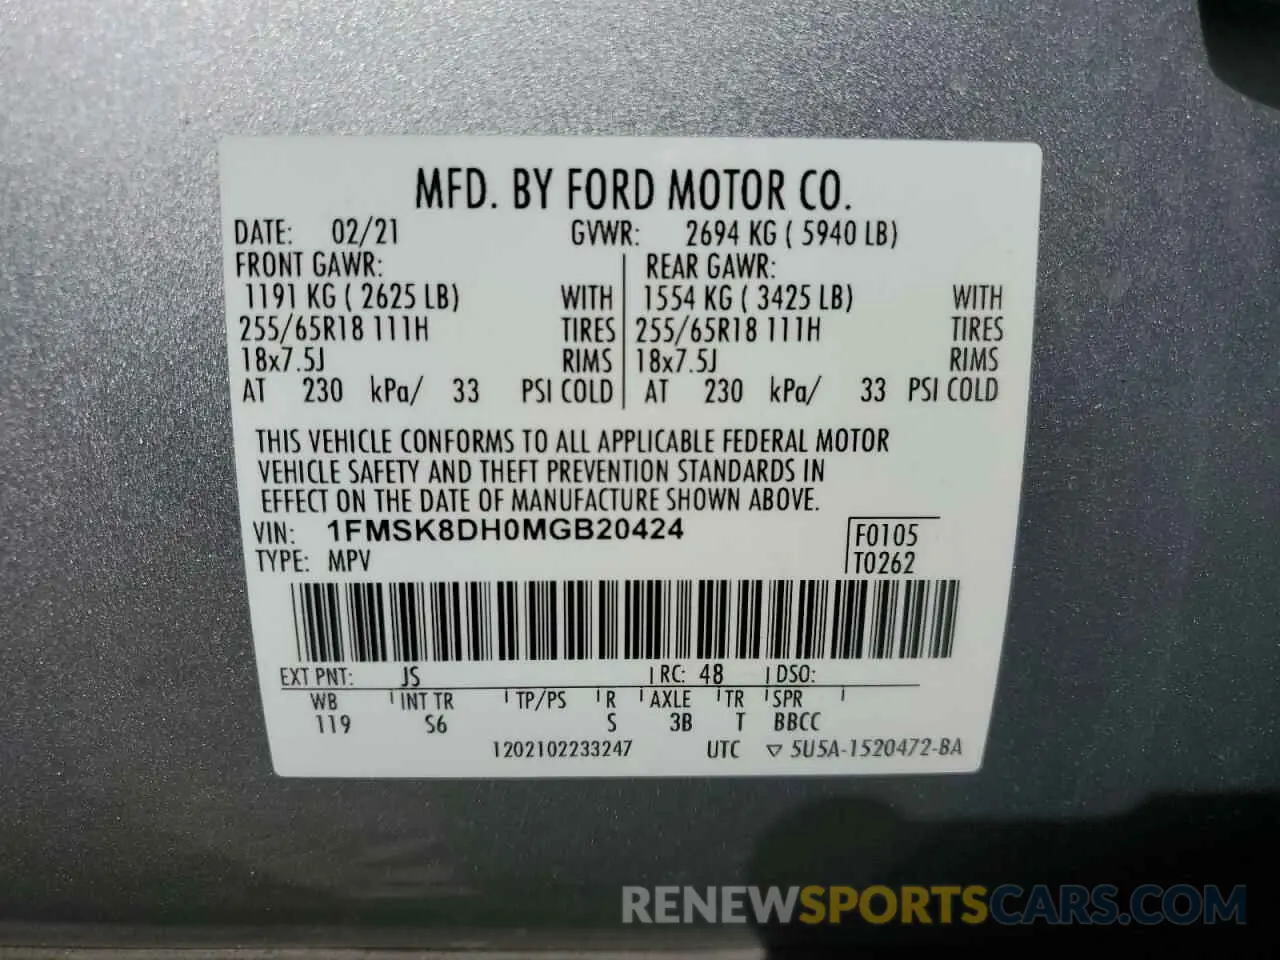 MFD. BY FORD MOTOR CO.
DATE: 02/21 GVWR: 2694 KG ( 5940 LB)
FRONT GAWR: REAR GAWR:
1191 KG ( 2625 LB) WITH 1554 KG ( 3425 LB) WITH
255/65R18 111H TIRES 255/65R18 111H TIRES
18x7.5J RIMS 18x7.5J RIMS
AT 230 kPa/ 33 PSI COLD AT 230 kPa/ 33 PSI COLD
THIS VEHICLE CONFORMS TO ALL APPLICABLE FEDERAL MOTOR
VEHICLE SAFETY AND THEFT PREVENTION STANDARDS IN
EFFECT ON THE DATE OF MANUFACTURE SHOWN ABOVE.
VIN: 1FMSK8DH0MGB20424 F0105
TYPE: MPV T0262
EXT PNT: JS RC: 48 DSO:
WB INT TR TP/PS R AXLE TR SPR
119 S6 S 3B T BBCC
1202102233247 UTC ▽ 5U5A-1520472-BA
RENEWSPORTSCARS.COM